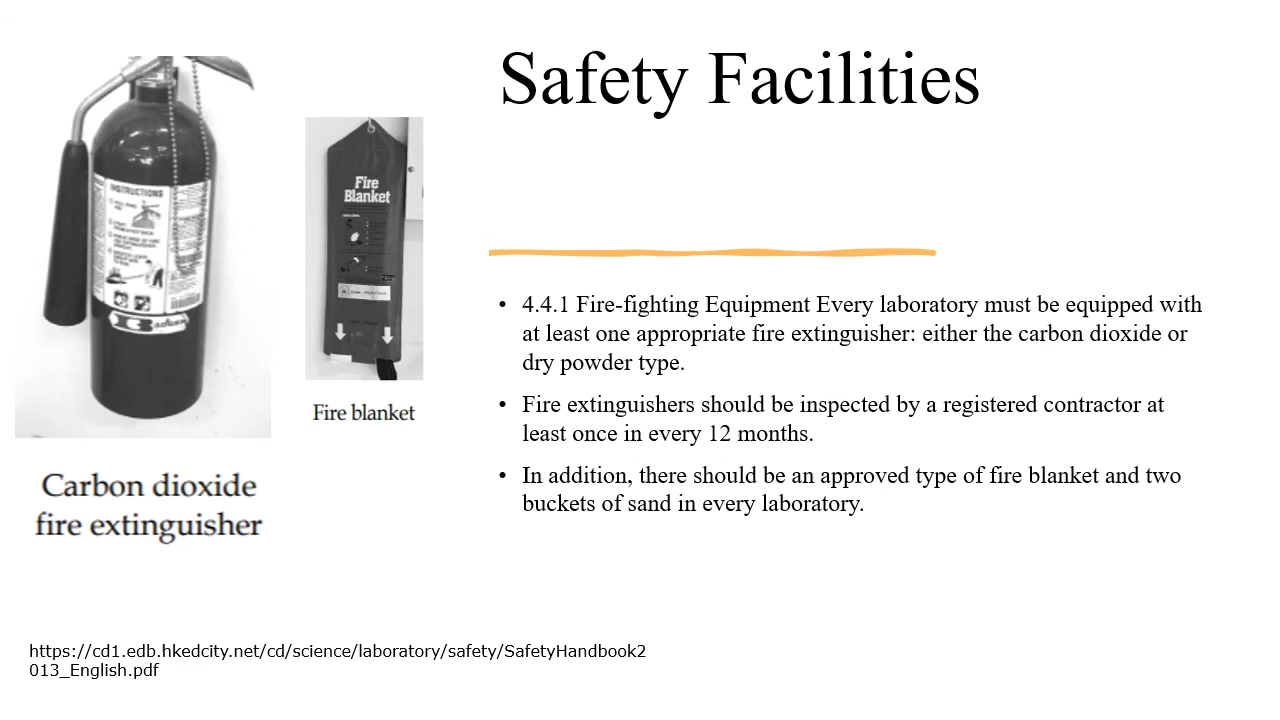 Safety Facilities
INSTRUCTIONS
Fire
Blanket
Fire blanket
Carbon dioxide
fire extinguisher
• 4.4.1 Fire-fighting Equipment Every laboratory must be equipped with
at least one appropriate fire extinguisher: either the carbon dioxide or
dry powder type.
• Fire extinguishers should be inspected by a registered contractor at
least once in every 12 months.
• In addition, there should be an approved type of fire blanket and two
buckets of sand in every laboratory.
https://cd1.edb.hkedcity.net/cd/science/laboratory/safety/SafetyHandbook2
013_English.pdf